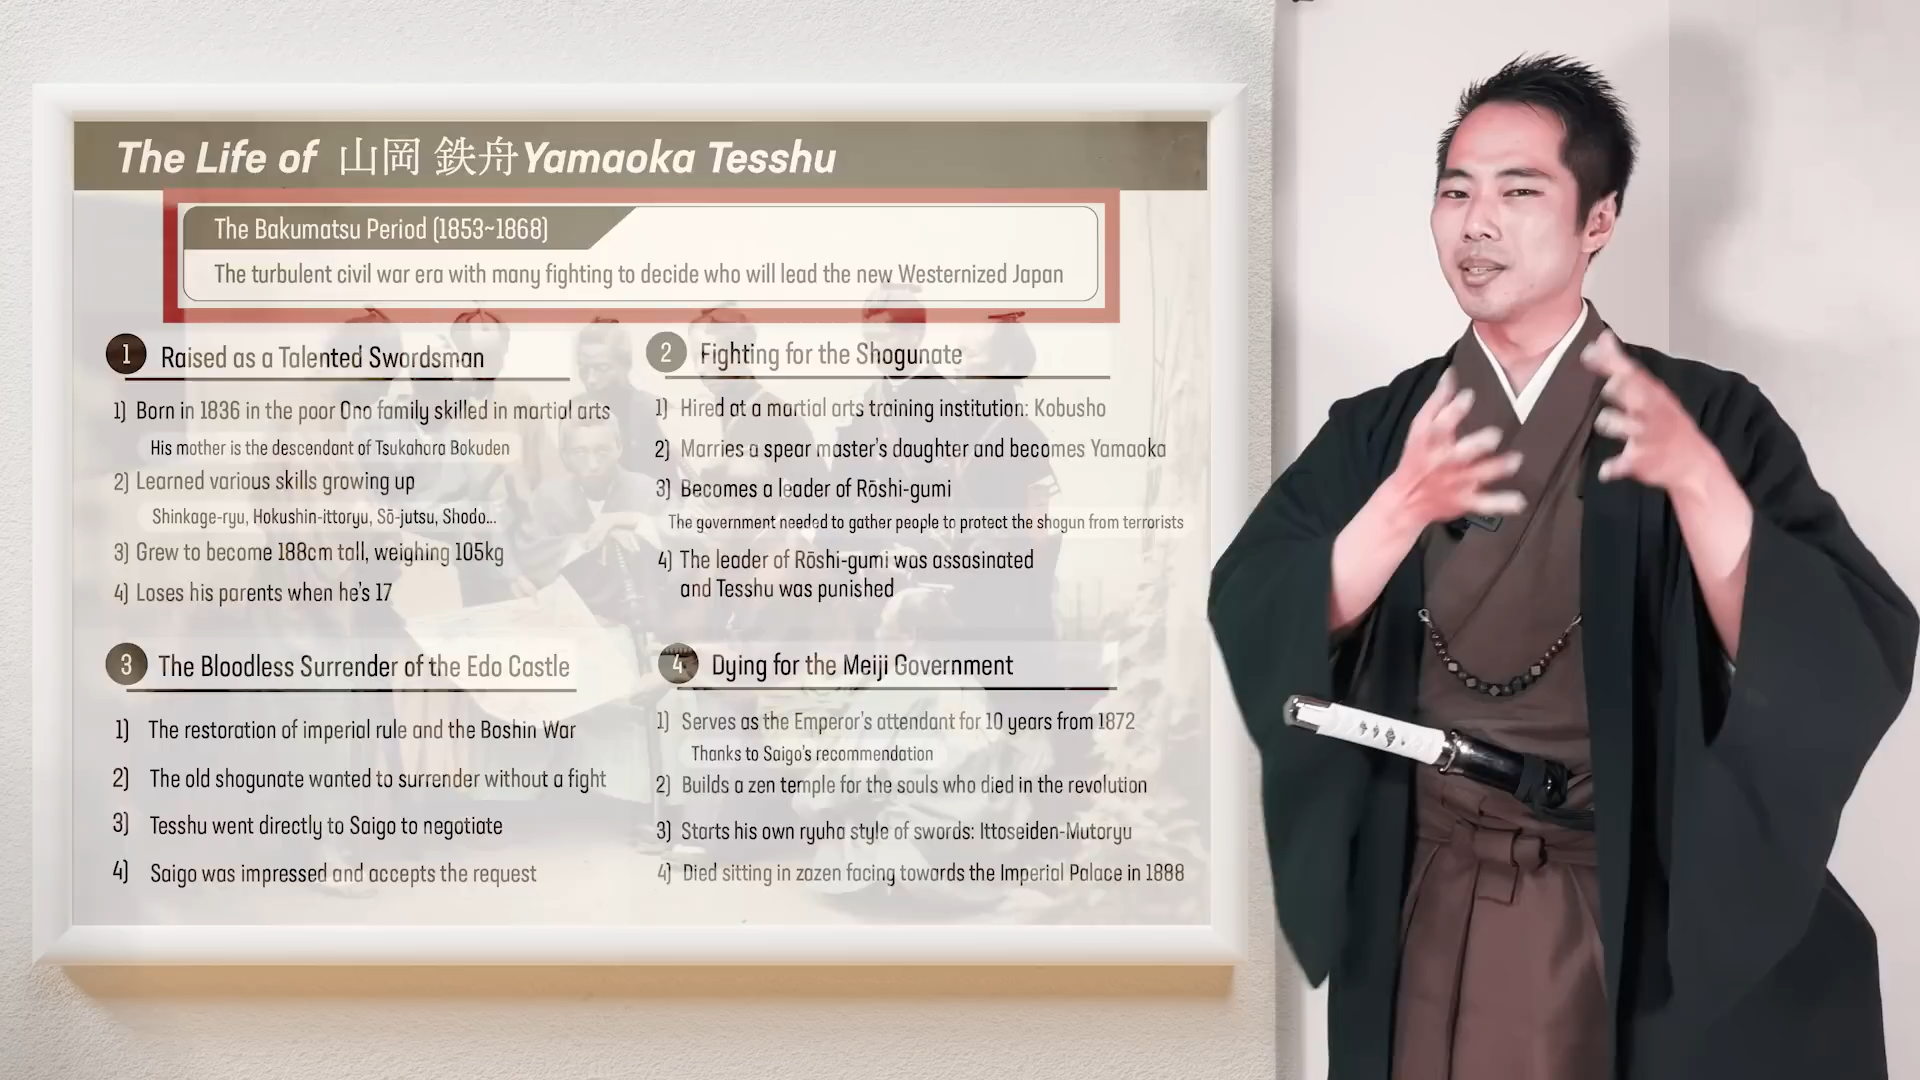 The Life of 山岡 鉄舟 Yamaoka Tesshu
The Bakumatsu Period (1853~1868)
The turbulent civil war era with many fighting to decide who will lead the new Westernized Japan
1 Raised as a Talented Swordsman
1) Born in 1836 in the poor Ono family skilled in martial arts
His mother is the descendant of Tsukahara Bokuden
2) Learned various skills growing up
Shinkage-ryu, Hokushin-ittoryu, Sō-jutsu, Shodo...
3) Grew to become 188cm tall, weighing 105kg
4) Loses his parents when he's 17
2 Fighting for the Shogunate
1) Hired at a martial arts training institution: Kobusho
2) Marries a spear master's daughter and becomes Yamaoka
3) Becomes a leader of Rōshi-gumi
The government needed to gather people to protect the shogun from terrorists
4) The leader of Rōshi-gumi was assasinated
and Tesshu was punished
3 The Bloodless Surrender of the Edo Castle
1) The restoration of imperial rule and the Boshin War
2) The old shogunate wanted to surrender without a fight
3) Tesshu went directly to Saigo to negotiate
4) Saigo was impressed and accepts the request
4 Dying for the Meiji Government
1) Serves as the Emperor's attendant for 10 years from 1872
Thanks to Saigo's recommendation
2) Builds a zen temple for the souls who died in the revolution
3) Starts his own ryuha style of swords: Ittoseiden-Mutoryu
4) Died sitting in zazen facing towards the Imperial Palace in 1888